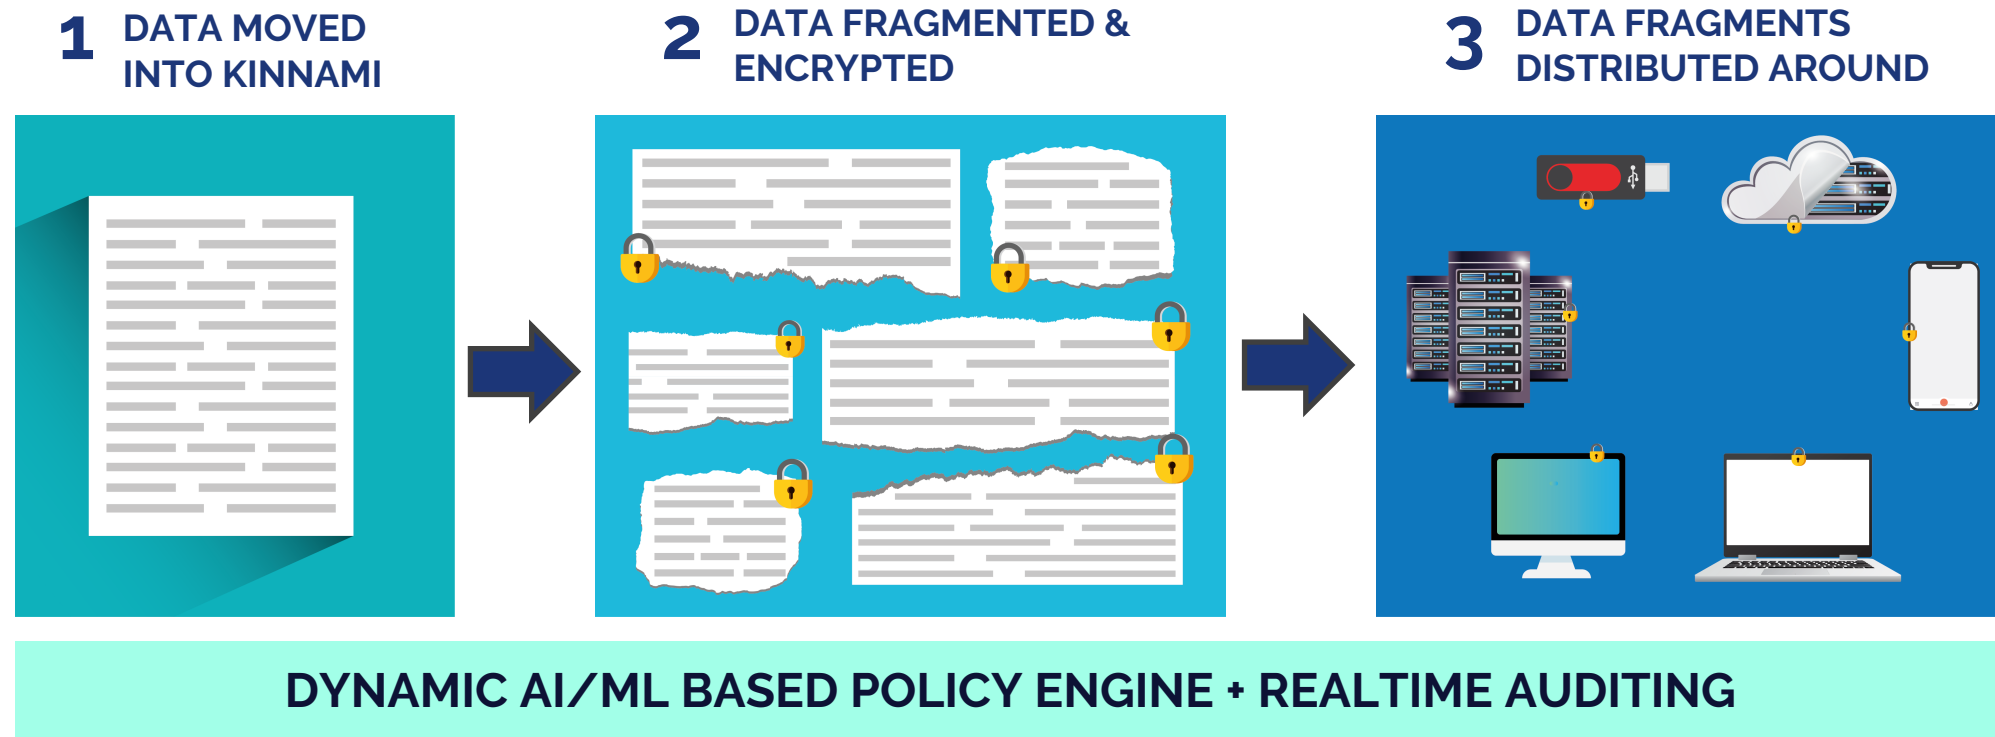 1 DATA MOVED
INTO KINNAMI
2 DATA FRAGMENTED &
ENCRYPTED
3 DATA FRAGMENTS
DISTRIBUTED AROUND
DYNAMIC AI/ML BASED POLICY ENGINE + REALTIME AUDITING